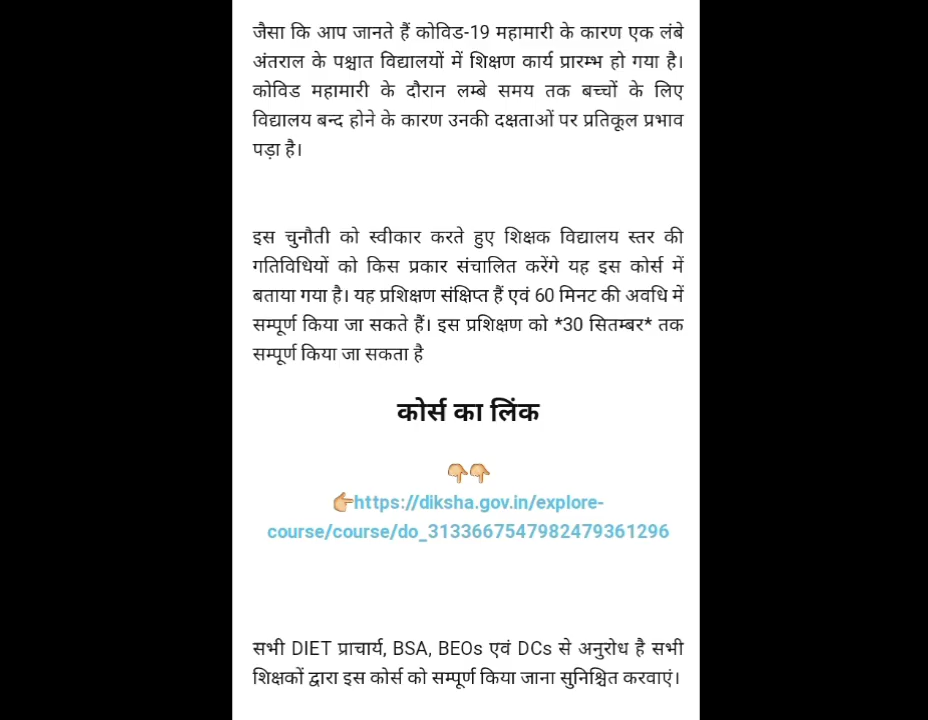 जैसा कि आप जानते हैं कोविड-19 महामारी के कारण एक लंबे
अंतराल के पश्चात विद्यालयों में शिक्षण कार्य प्रारम्भ हो गया है।
कोविड महामारी के दौरान लम्बे समय तक बच्चों के लिए
विद्यालय बन्द होने के कारण उनकी दक्षताओं पर प्रतिकूल प्रभाव
पड़ा है।
इस चुनौती को स्वीकार करते हुए शिक्षक विद्यालय स्तर की
गतिविधियों को किस प्रकार संचालित करेंगे यह इस कोर्स में
बताया गया है। यह प्रशिक्षण संक्षिप्त हैं एवं 60 मिनट की अवधि में
सम्पूर्ण किया जा सकते हैं। इस प्रशिक्षण को *30 सितम्बर* तक
सम्पूर्ण किया जा सकता है
कोर्स का लिंक
👇🏼👇🏼
👉🏼https://diksha.gov.in/explore-
course/course/do_3133667547982479361296
सभी DIET प्राचार्य, BSA, BEOs एवं DCs से अनुरोध है सभी
शिक्षकों द्वारा इस कोर्स को सम्पूर्ण किया जाना सुनिश्चित करवाएं।